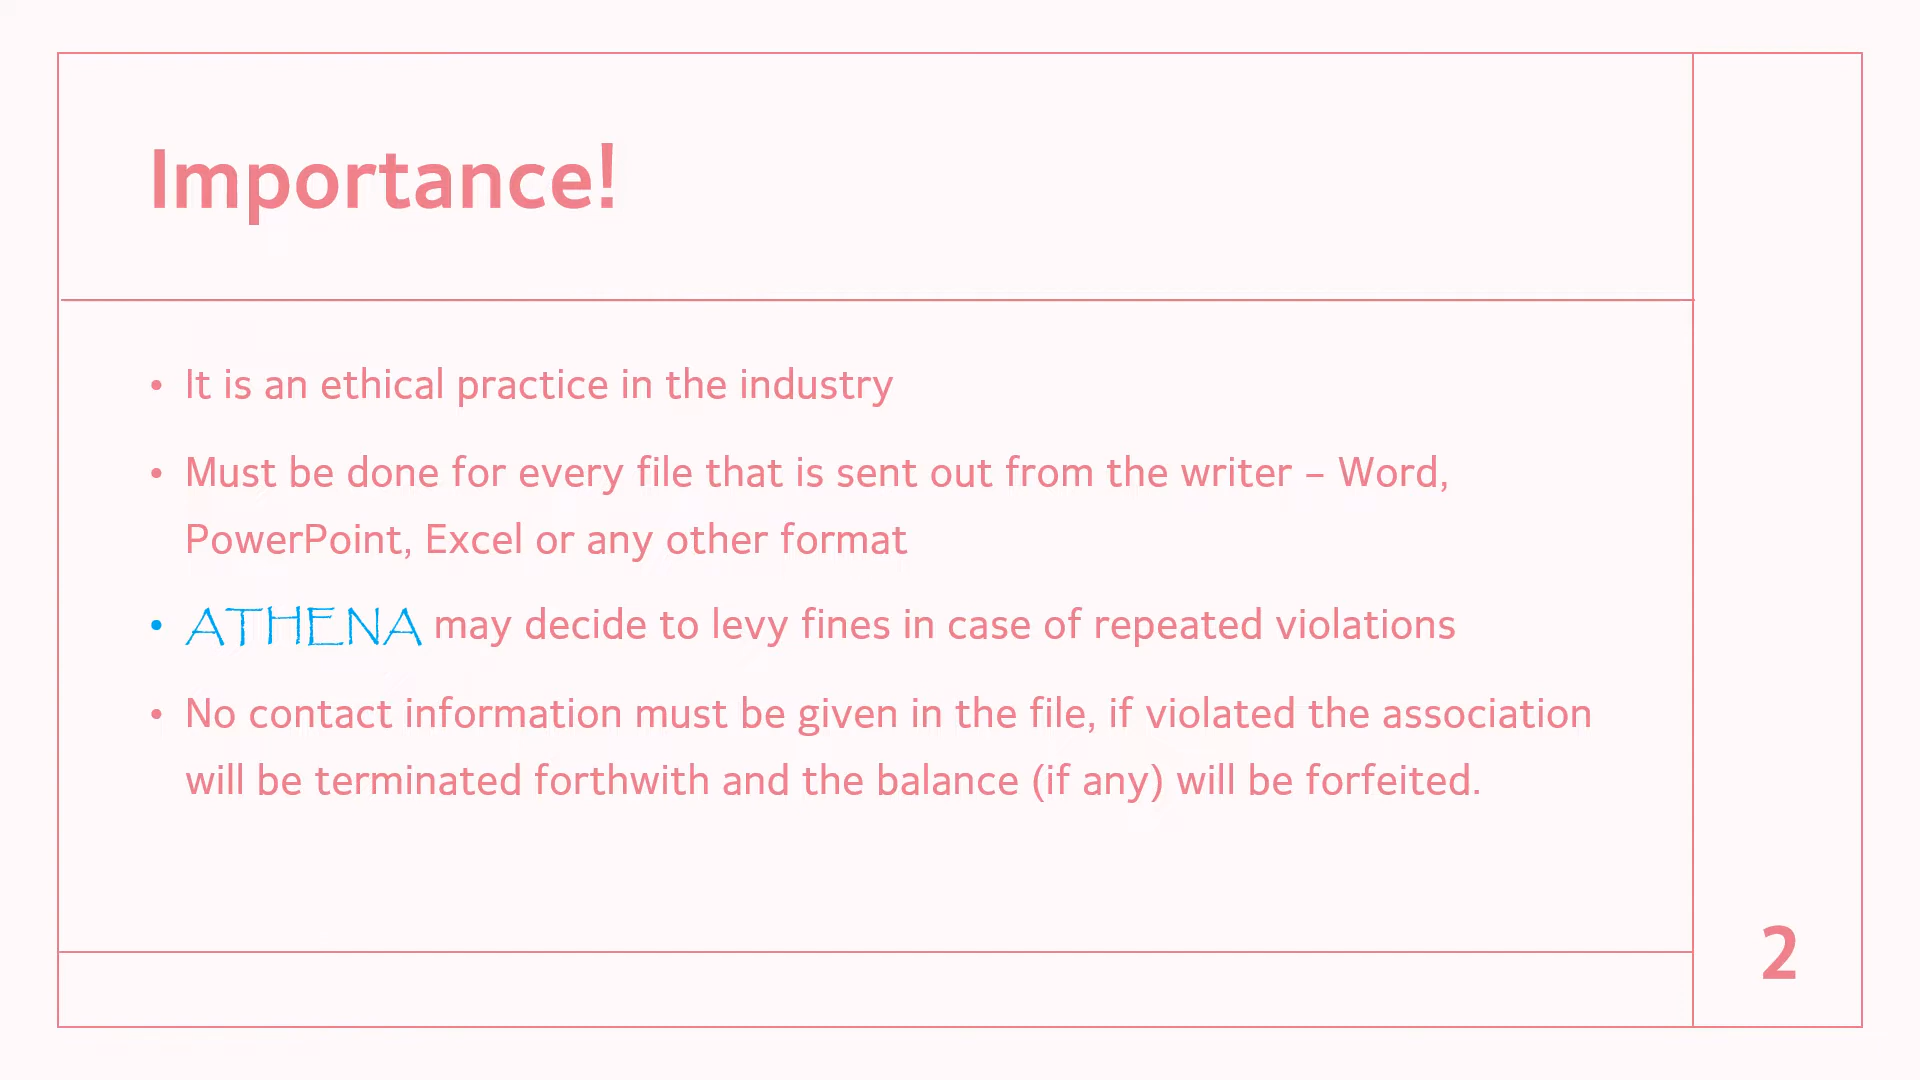 Importance!
• It is an ethical practice in the industry
• Must be done for every file that is sent out from the writer – Word,
PowerPoint, Excel or any other format
• ATHENA may decide to levy fines in case of repeated violations
• No contact information must be given in the file, if violated the association
will be terminated forthwith and the balance (if any) will be forfeited.
2